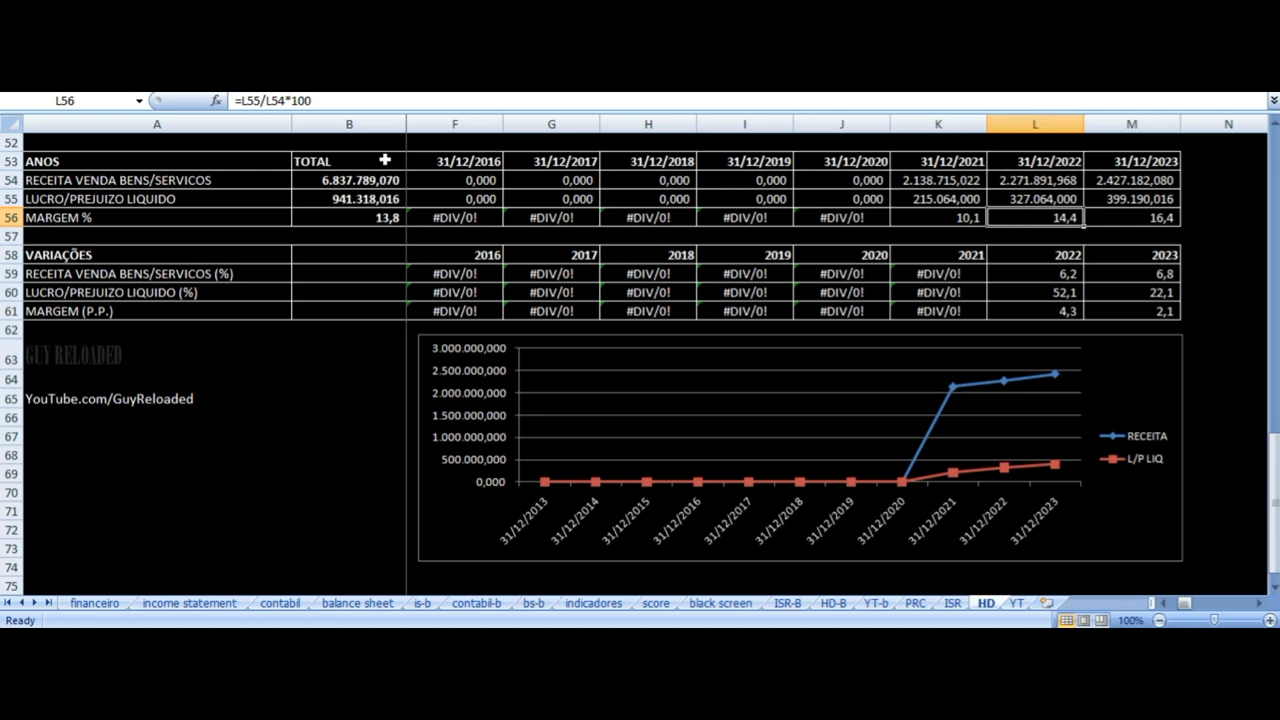 L56 fx =L55/L54*100
A B F G H I J K L M N
52
53 ANOS TOTAL 31/12/2016 31/12/2017 31/12/2018 31/12/2019 31/12/2020 31/12/2021 31/12/2022 31/12/2023
54 RECEITA VENDA BENS/SERVICOS 6.837.789,070 0,000 0,000 0,000 0,000 0,000 2.138.715,022 2.271.891,968 2.427.182,080
55 LUCRO/PREJUIZO LIQUIDO 941.318,016 0,000 0,000 0,000 0,000 0,000 215.064,000 327.064,000 399.190,016
56 MARGEM % 13,8 #DIV/0! #DIV/0! #DIV/0! #DIV/0! #DIV/0! 10,1 14,4 16,4
57
58 VARIAÇÕES 2016 2017 2018 2019 2020 2021 2022 2023
59 RECEITA VENDA BENS/SERVICOS (%) #DIV/0! #DIV/0! #DIV/0! #DIV/0! #DIV/0! #DIV/0! 6,2 6,8
60 LUCRO/PREJUIZO LIQUIDO (%) #DIV/0! #DIV/0! #DIV/0! #DIV/0! #DIV/0! #DIV/0! 52,1 22,1
61 MARGEM (P.P.) #DIV/0! #DIV/0! #DIV/0! #DIV/0! #DIV/0! #DIV/0! 4,3 2,1
62
63 GUY RELOADED
64
65 YouTube.com/GuyReloaded
66
67
68
69
70
71
72
73
74
75
3.000.000,000
2.500.000,000
2.000.000,000
1.500.000,000
1.000.000,000
500.000,000
0,000
31/12/2013 31/12/2014 31/12/2015 31/12/2016 31/12/2017 31/12/2018 31/12/2019 31/12/2020 31/12/2021 31/12/2022 31/12/2023
RECEITA
L/P LIQ
financeiro income statement contabil balance sheet is-b contabil-b bs-b indicadores score black screen ISR-B HD-B YT-b PRC ISR HD YT
Ready 100%